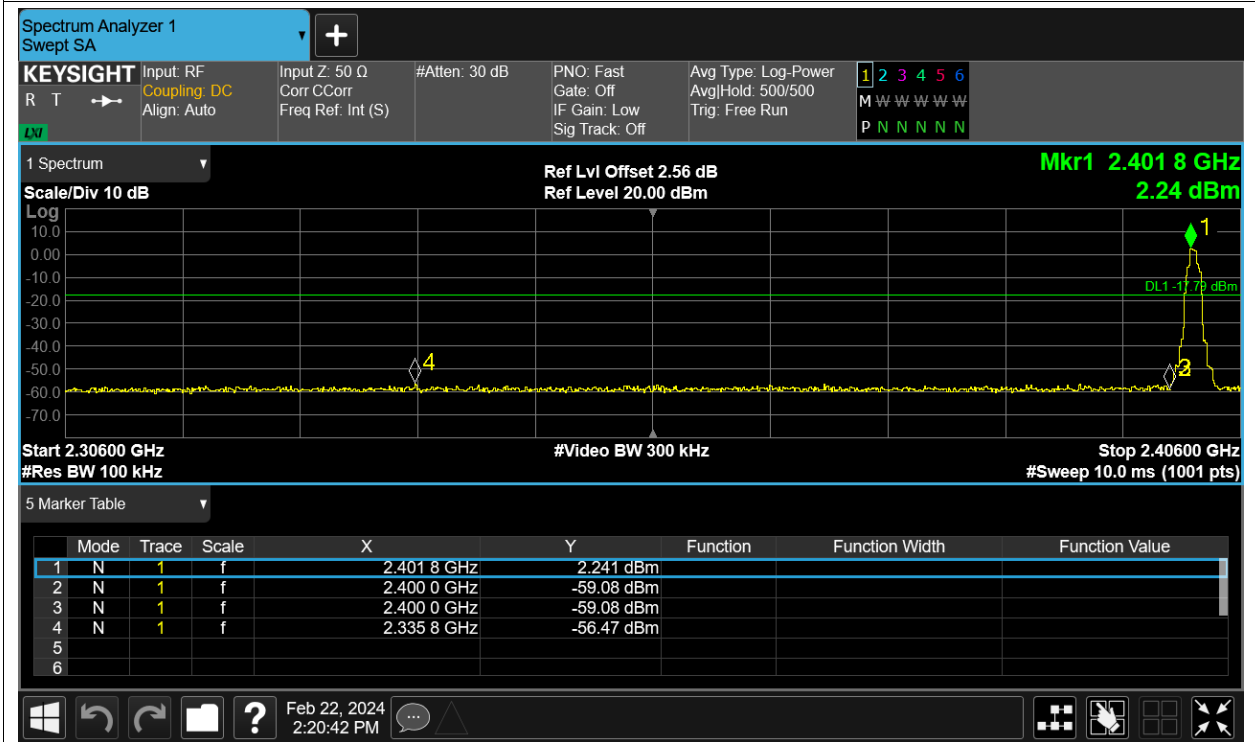 Spectrum Analyzer 1
Swept SA
KEYSIGHT Input: RF Input Z: 50 Ω #Atten: 30 dB PNO: Fast Avg Type: Log-Power 1 2 3 4 5 6
R T Coupling: DC Corr CCorr Gate: Off Avg|Hold: 500/500 M W W W W W
Align: Auto Freq Ref: Int (S) IF Gain: Low Trig: Free Run
LXI Sig Track: Off P N N N N N
1 Spectrum Ref Lvl Offset 2.56 dB Mkr1 2.401 8 GHz
Scale/Div 10 dB Ref Level 20.00 dBm 2.24 dBm
Log
1
10.0
0.00
-10.0
DL1 -17.79 dBm
-20.0
-30.0
-40.0
4
-50.0
-60.0
-70.0
Start 2.30600 GHz #Video BW 300 kHz Stop 2.40600 GHz
#Res BW 100 kHz #Sweep 10.0 ms (1001 pts)
5 Marker Table
Mode Trace Scale X Y Function Function Width Function Value
1 N 1 f 2.401 8 GHz 2.241 dBm
2 N 1 f 2.400 0 GHz -59.08 dBm
3 N 1 f 2.400 0 GHz -59.08 dBm
4 N 1 f 2.335 8 GHz -56.47 dBm
5
6
? Feb 22, 2024
2:20:42 PM